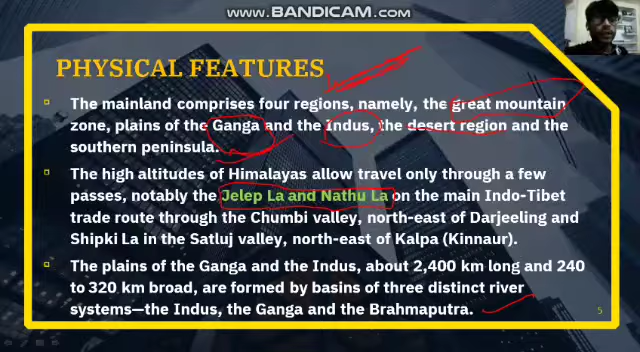 www.BANDICAM.com
PHYSICAL FEATURES
The mainland comprises four regions, namely, the great mountain
zone, plains of the Ganga and the Indus, the desert region and the
southern peninsula.
The high altitudes of Himalayas allow travel only through a few
passes, notably the Jelep La and Nathu La on the main Indo-Tibet
trade route through the Chumbi valley, north-east of Darjeeling and
Shipki La in the Satluj valley, north-east of Kalpa (Kinnaur).
The plains of the Ganga and the Indus, about 2,400 km long and 240
to 320 km broad, are formed by basins of three distinct river
systems—the Indus, the Ganga and the Brahmaputra.
5